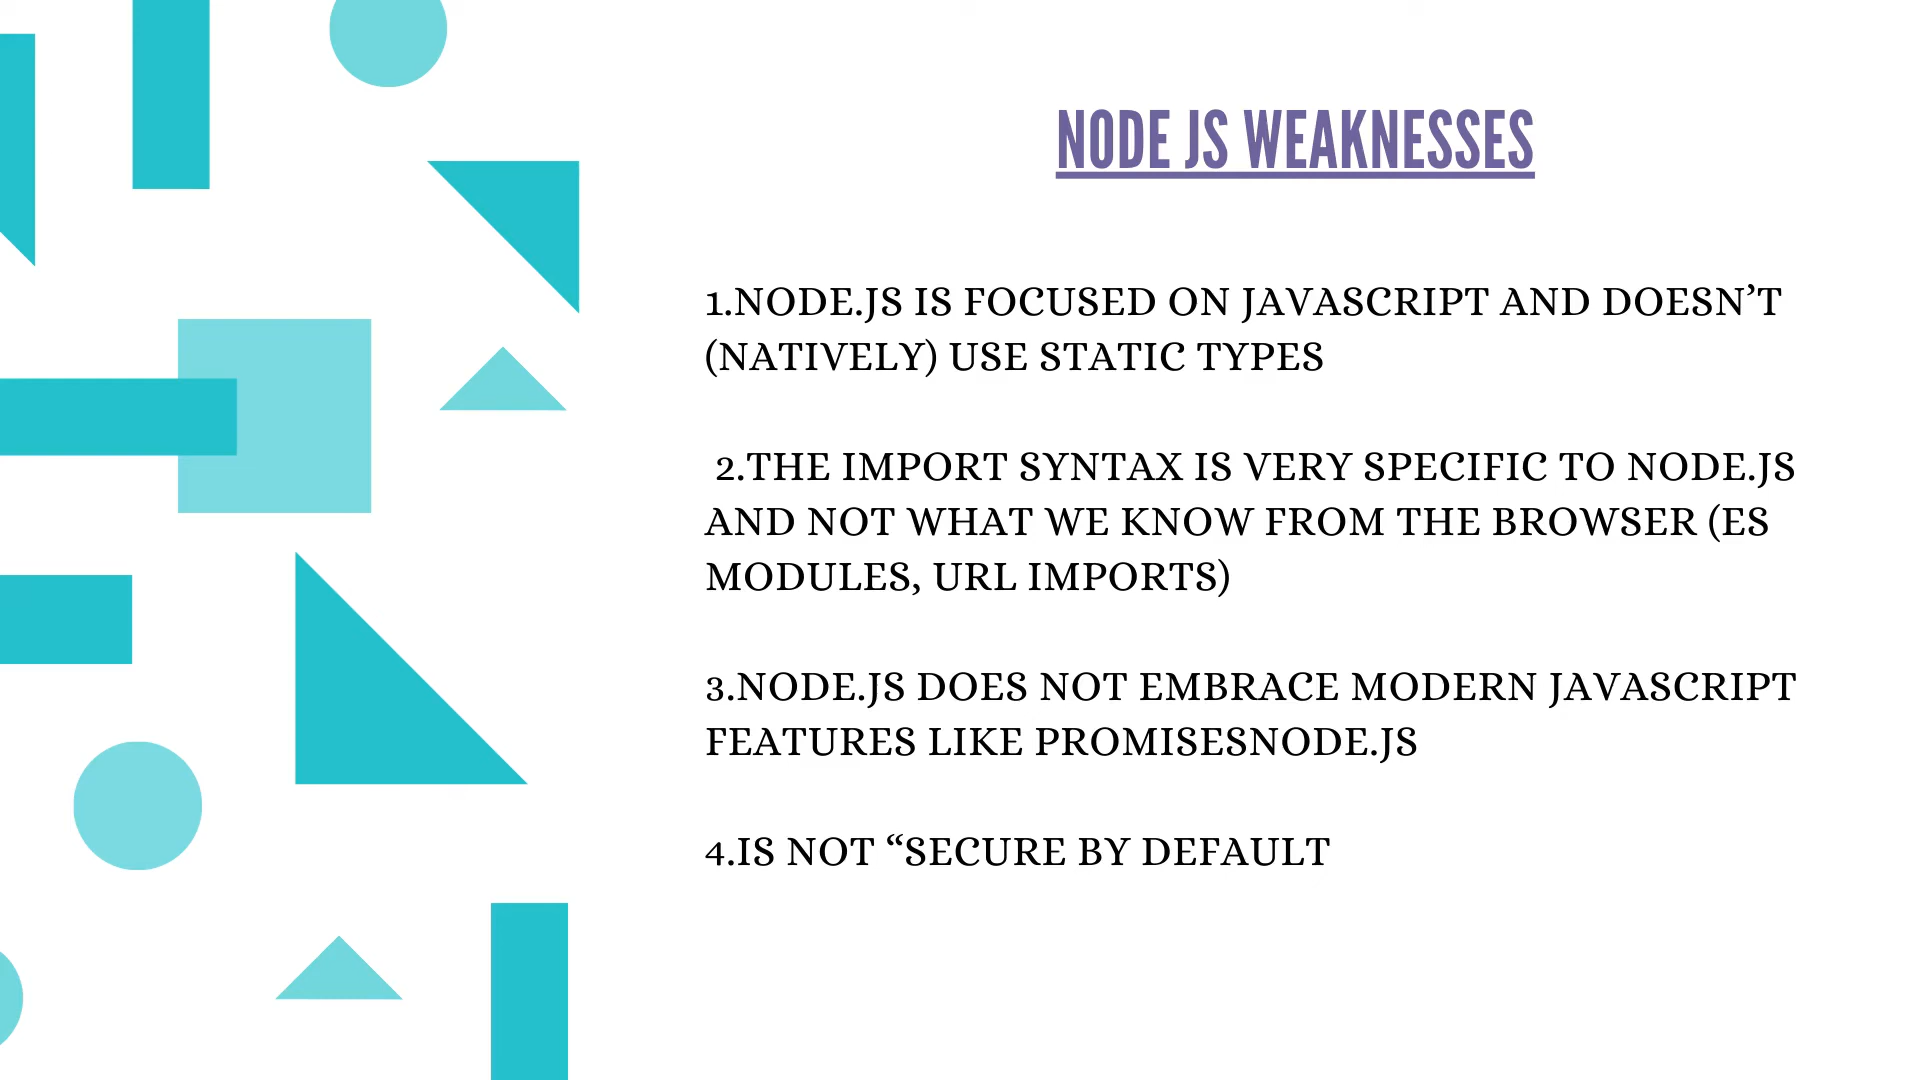 NODE JS WEAKNESSES
1.NODE.JS IS FOCUSED ON JAVASCRIPT AND DOESN’T
(NATIVELY) USE STATIC TYPES
2.THE IMPORT SYNTAX IS VERY SPECIFIC TO NODE.JS
AND NOT WHAT WE KNOW FROM THE BROWSER (ES
MODULES, URL IMPORTS)
3.NODE.JS DOES NOT EMBRACE MODERN JAVASCRIPT
FEATURES LIKE PROMISESNODE.JS
4.IS NOT “SECURE BY DEFAULT